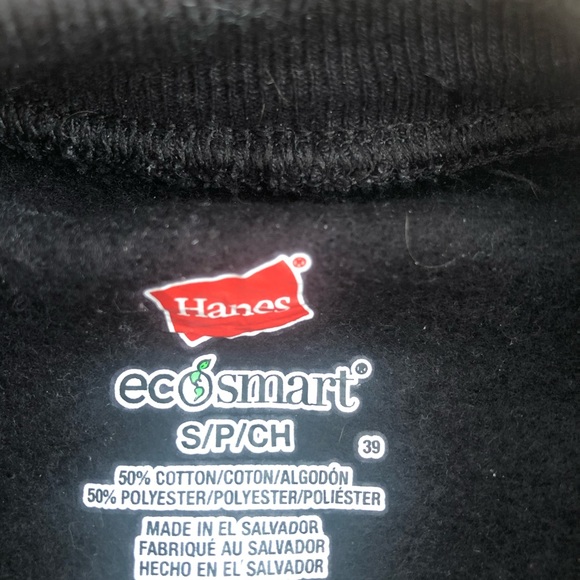 Hanes®
ecosmart®
S/P/CH
39
50% COTTON/COTON/ALGODÓN
50% POLYESTER/POLYESTER/POLIÉSTER
MADE IN EL SALVADOR
FABRIQUÉ AU SALVADOR
HECHO EN EL SALVADOR